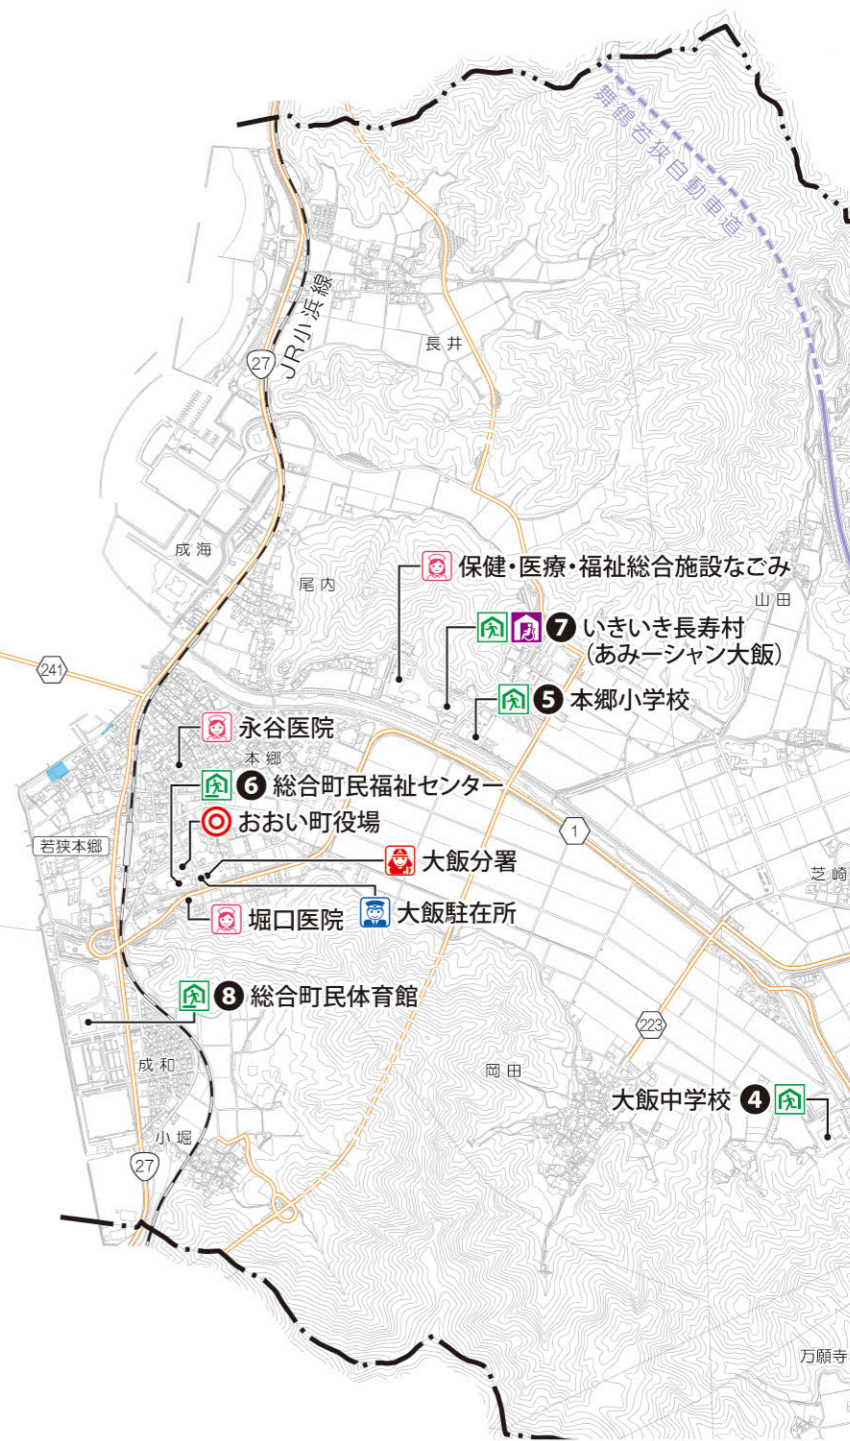 舞鶴若狭自動車道
JR小浜線
27
長井
成海
尾内
保健・医療・福祉総合施設なごみ
山田
7 いきいき長寿村
(あみーシャン大飯)
241
5 本郷小学校
永谷医院
本郷
6 総合町民福祉センター
おおい町役場
1
若狭本郷
大飯分署
芝崎
堀口医院
大飯駐在所
8 総合町民体育館
223
成和
岡田
大飯中学校 4
小堀
27
万願寺